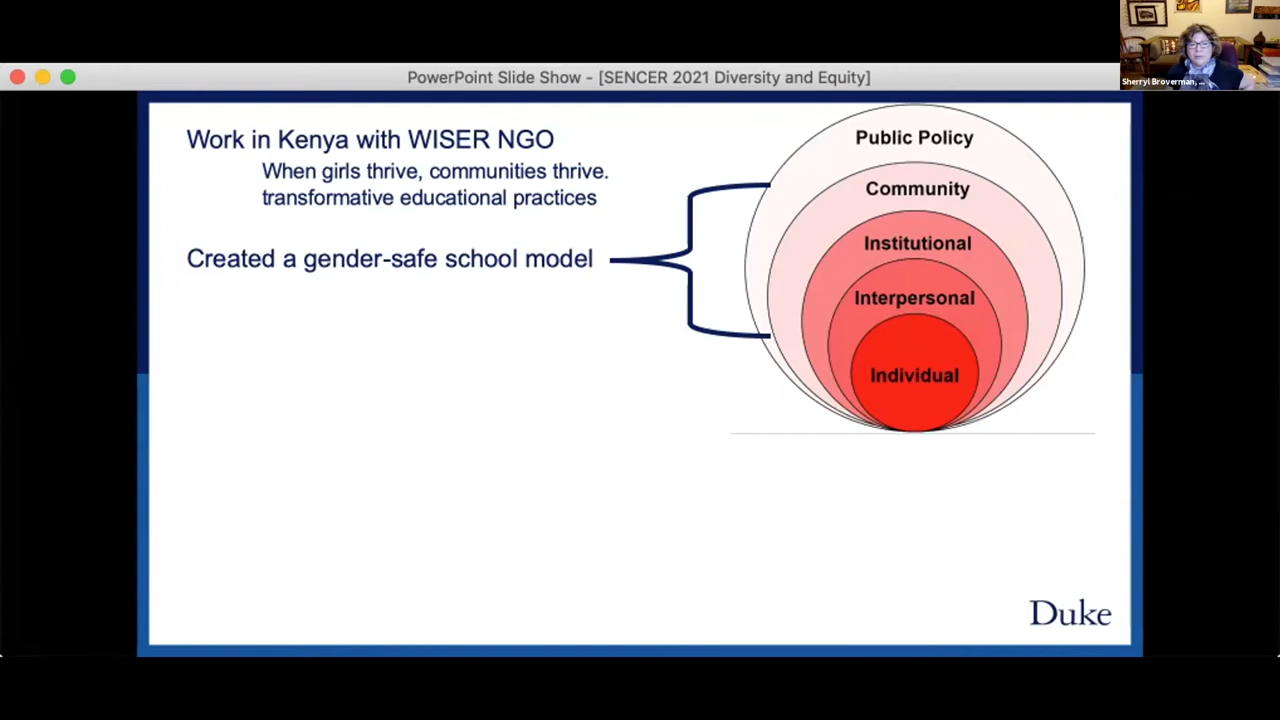 Sherryl Broverman, ...
PowerPoint Slide Show - [SENCER 2021 Diversity and Equity]
Work in Kenya with WISER NGO
When girls thrive, communities thrive.
transformative educational practices
Created a gender-safe school model
Public Policy
Community
Institutional
Interpersonal
Individual
Duke